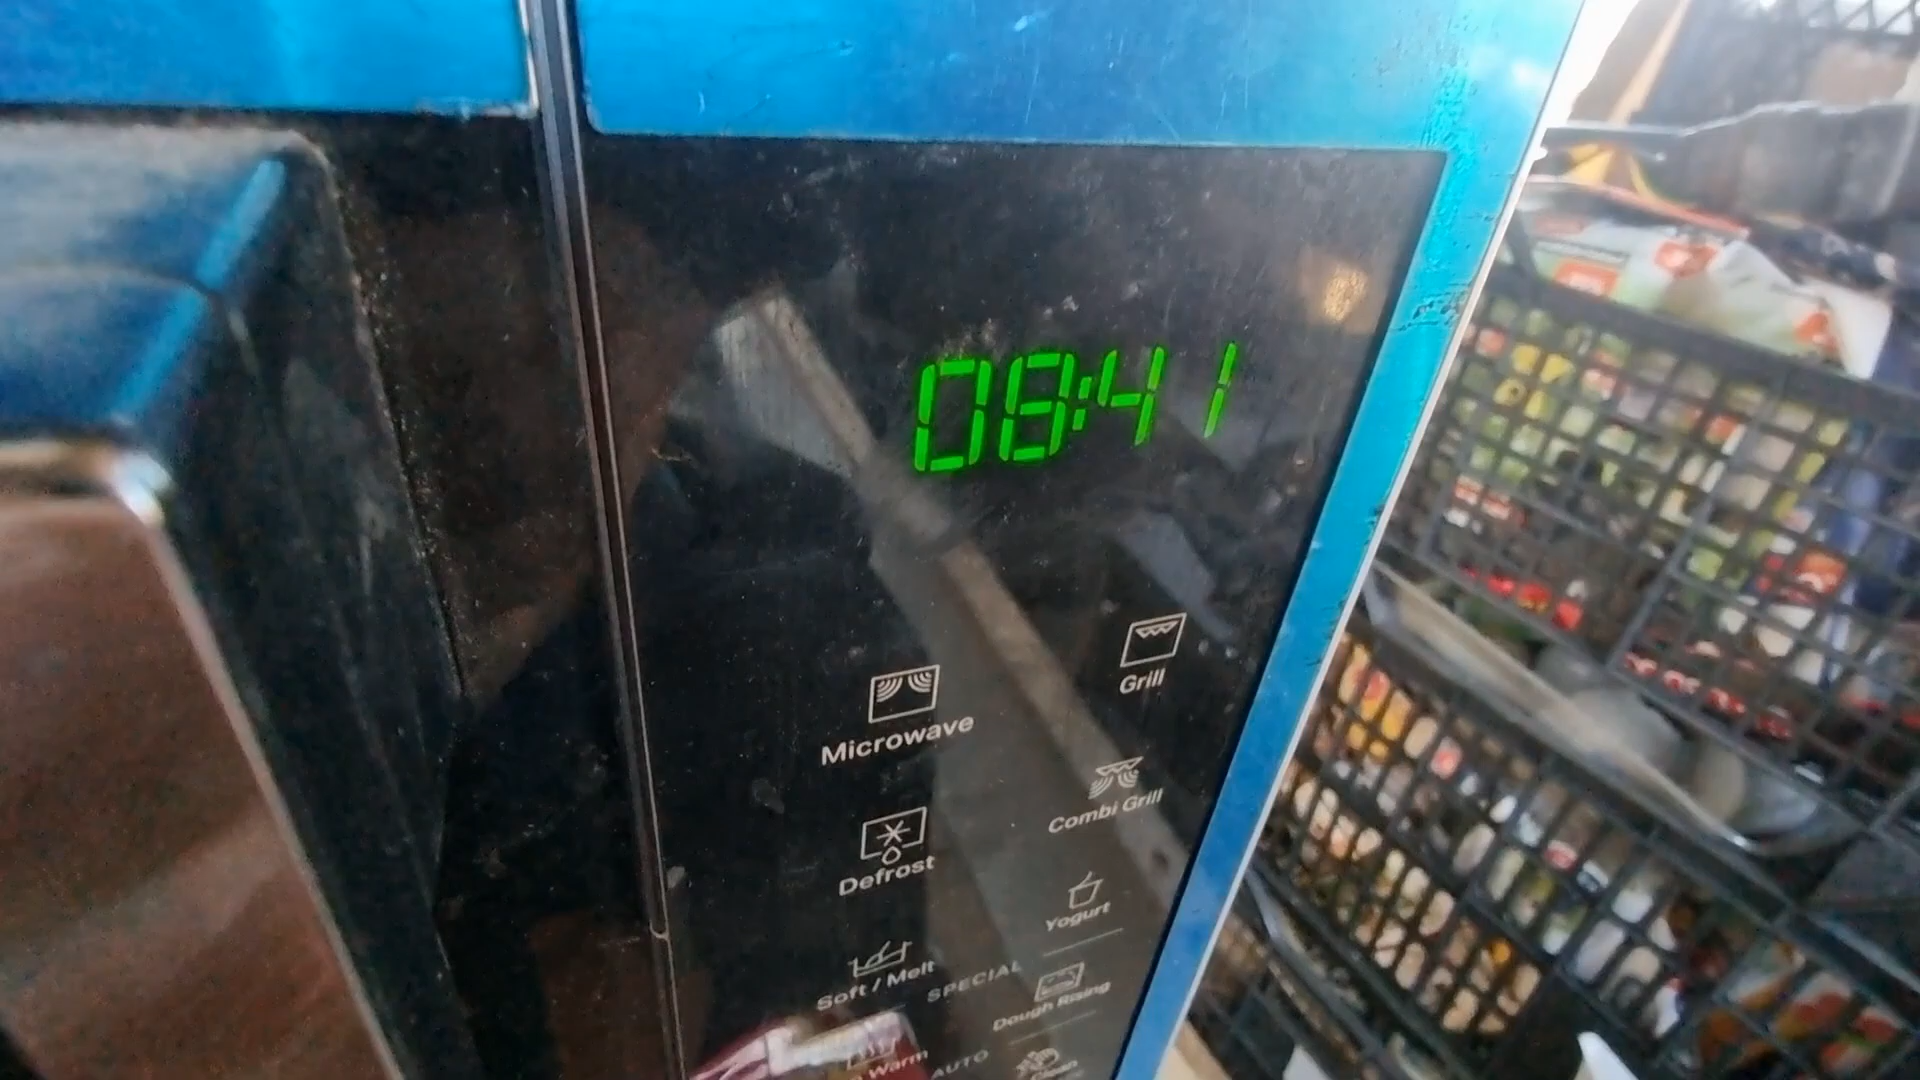 08:41
Grill
Microwave
Combi Grill
Defrost
Yogurt
Soft / Melt
SPECIAL
Dough Rising
Warm
AUTO
Clean